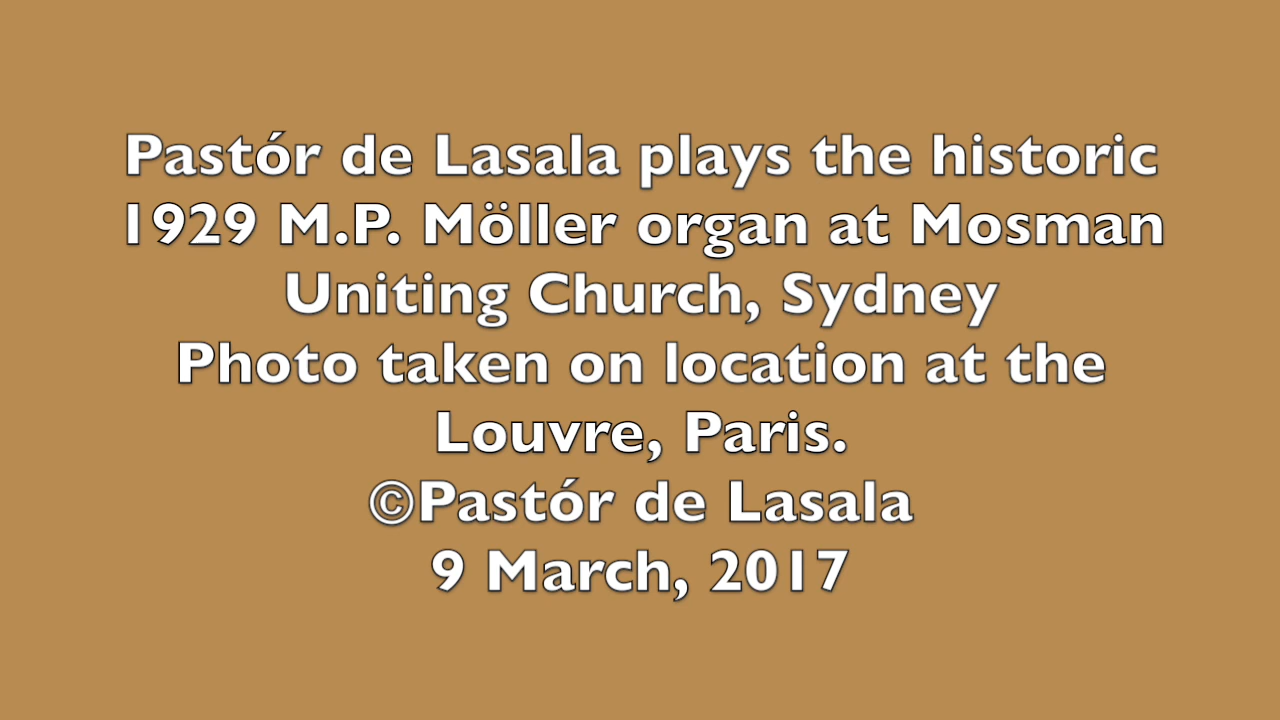 Pastór de Lasala plays the historic
1929 M.P. Möller organ at Mosman
Uniting Church, Sydney
Photo taken on location at the
Louvre, Paris.
©Pastór de Lasala
9 March, 2017